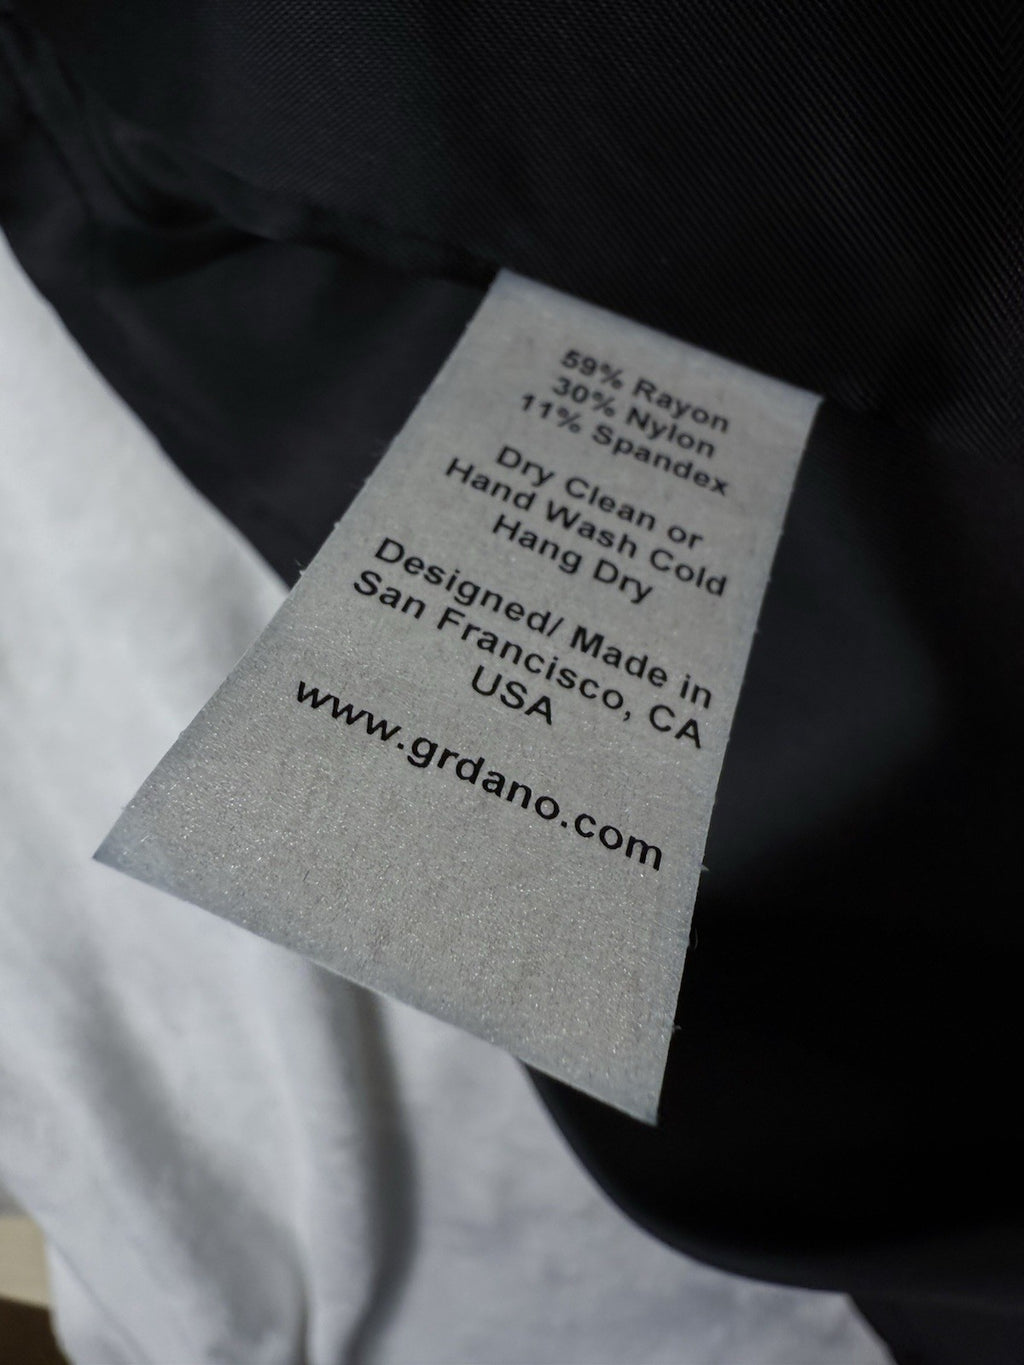 59% Rayon
30% Nylon
11% Spandex
Dry Clean or
Hand Wash Cold
Hang Dry
Designed/ Made in
San Francisco, CA
USA
www.grdano.com